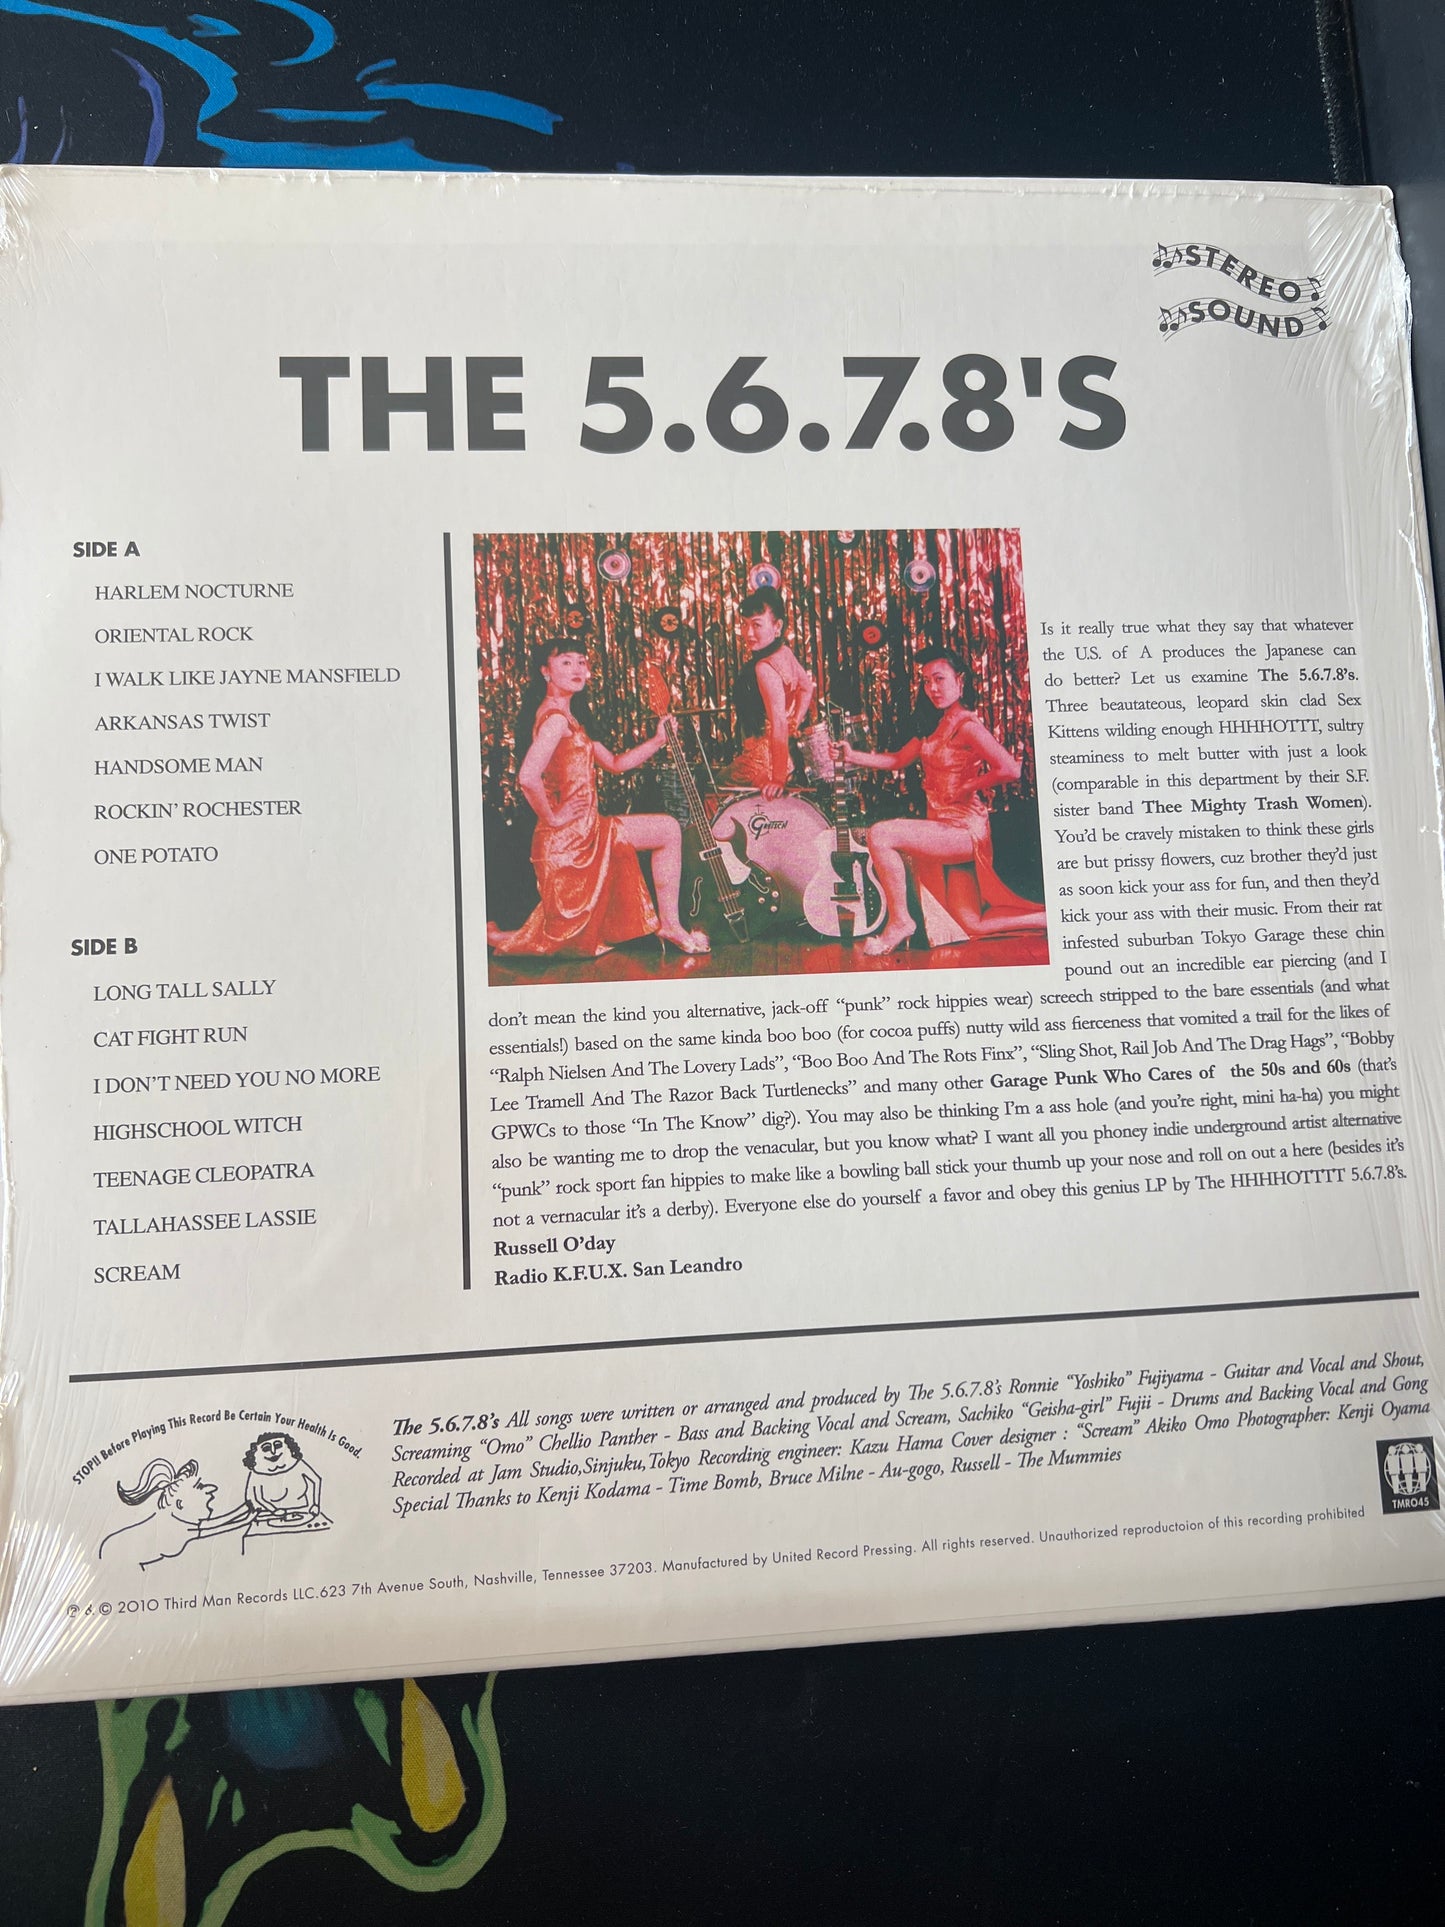 STEREO
SOUND
THE 5.6.7.8'S
SIDE A
HARLEM NOCTURNE
ORIENTAL ROCK
I WALK LIKE JAYNE MANSFIELD
ARKANSAS TWIST
HANDSOME MAN
ROCKIN' ROCHESTER
ONE POTATO
SIDE B
LONG TALL SALLY
CAT FIGHT RUN
I DON'T NEED YOU NO MORE
HIGHSCHOOL WITCH
TEENAGE CLEOPATRA
TALLAHASSEE LASSIE
SCREAM
GRETSCH
Is it really true what they say that whatever
the U.S. of A produces the Japanese can
do better? Let us examine The 5.6.7.8's.
Three beautateous, leopard skin clad Sex
Kittens wilding enough HHHHOTTT, sultry
steaminess to melt butter with just a look
(comparable in this department by their S.F.
sister band Thee Mighty Trash Women).
You'd be cravely mistaken to think these girls
are but prissy flowers, cuz brother they'd just
as soon kick your ass for fun, and then they'd
kick your ass with their music. From their rat
infested suburban Tokyo Garage these chin
pound out an incredible ear piercing (and I
don't mean the kind you alternative, jack-off "punk" rock hippies wear) screech stripped to the bare essentials (and what
essentials!) based on the same kinda boo boo (for cocoa puffs) nutty wild ass fierceness that vomited a trail for the likes of
"Ralph Nielsen And The Lovery Lads", "Boo Boo And The Rots Finx", "Sling Shot, Rail Job And The Drag Hags", "Bobby
Lee Tramell And The Razor Back Turtlenecks" and many other Garage Punk Who Cares of the 50s and 60s (that's
GPWCs to those "In The Know" dig?). You may also be thinking I'm a ass hole (and you're right, mini ha-ha) you might
also be wanting me to drop the venacular, but you know what? I want all you phoney indie underground artist alternative
"punk" rock sport fan hippies to make like a bowling ball stick your thumb up your nose and roll on out a here (besides it's
not a vernacular it's a derby). Everyone else do yourself a favor and obey this genius LP by The HHHHOTTTT 5.6.7.8's.
Russell O'day
Radio K.F.U.X. San Leandro
STOP!! Before Playing This Record Be Certain Your Health Is Good.
The 5.6.7.8's All songs were written or arranged and produced by The 5.6.7.8's Ronnie "Yoshiko" Fujiyama - Guitar and Vocal and Shout,
Screaming "Omo" Chellio Panther - Bass and Backing Vocal and Scream, Sachiko "Geisha-girl" Fujii - Drums and Backing Vocal and Gong
Recorded at Jam Studio,Sinjuku,Tokyo Recording engineer: Kazu Hama Cover designer : "Scream" Akiko Omo Photographer: Kenji Oyama
Special Thanks to Kenji Kodama - Time Bomb, Bruce Milne - Au-gogo, Russell - The Mummies
TMR045
℗ & © 2010 Third Man Records LLC.623 7th Avenue South, Nashville, Tennessee 37203. Manufactured by United Record Pressing. All rights reserved. Unauthorized reproductoion of this recording prohibited